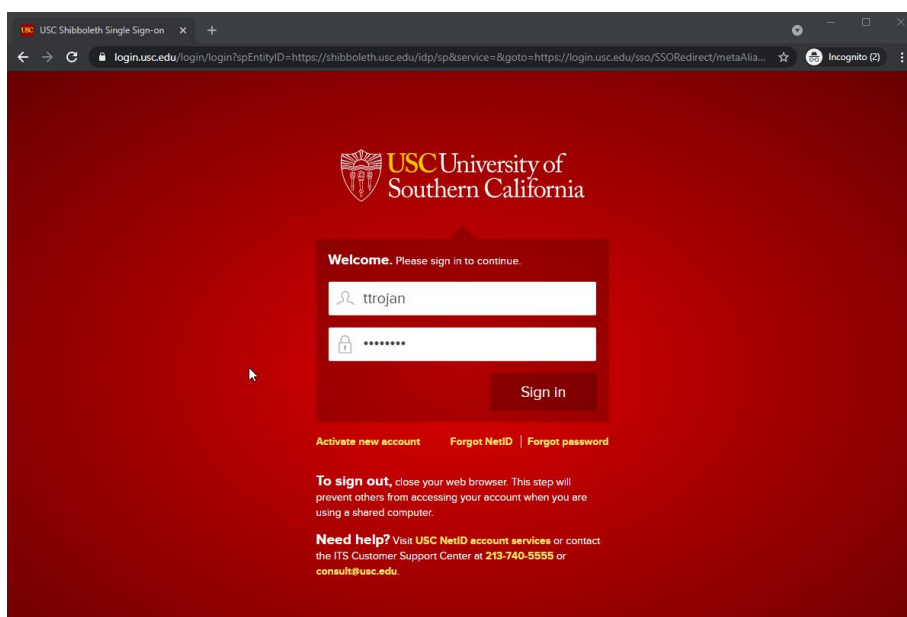 USC USC Shibboleth Single Sign-on
login.usc.edu/login/login?spEntityID=https://shibboleth.usc.edu/idp/sp&service=&goto=https://login.usc.edu/sso/SSORedirect/metaAlia... Incognito (2)
USC University of
Southern California
Welcome. Please sign in to continue.
ttrojan
••••••••
Sign in
Activate new account Forgot NetID | Forgot password
To sign out, close your web browser. This step will
prevent others from accessing your account when you are
using a shared computer.
Need help? Visit USC NetID account services or contact
the ITS Customer Support Center at 213-740-5555 or
consult@usc.edu.